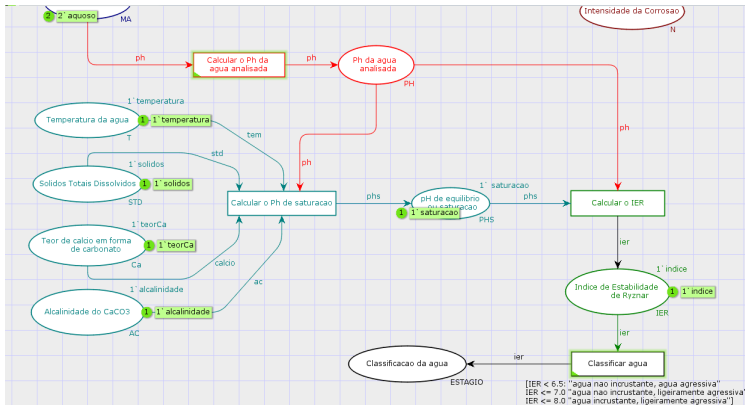 2 2`aquoso
MA
Intensidade da Corrosao
N
ph
Calcular o Ph da
agua analisada
ph
Ph da agua
analisada
PH
1`temperatura
Temperatura da agua
1 1`temperatura
T
tem
ph
ph
std
1`solidos
Solidos Totais Dissolvidos
1 1`solidos
STD
Calcular o Ph de saturacao
phs
1` saturacao
pH de equilibrio
ou saturacao
1 1`saturacao
PHS
phs
Calcular o IER
1`teorCa
Teor de calcio em forma
de carbonato
1 1`teorCa
Ca
calcio
ier
1`alcalinidade
Alcalinidade do CaCO3
1 1`alcalinidade
AC
ac
1`indice
Indice de Estabilidade
de Ryznar
1 1`indice
IER
ier
Classificacao da agua
ESTAGIO
ier
Classificar agua
[IER < 6.5: "agua nao incrustante, agua agressiva"
IER <= 7.0 "agua nao incrustante, ligeiramente agressiva"
IER <= 8.0 "agua incrustante, ligeiramente agressiva"]